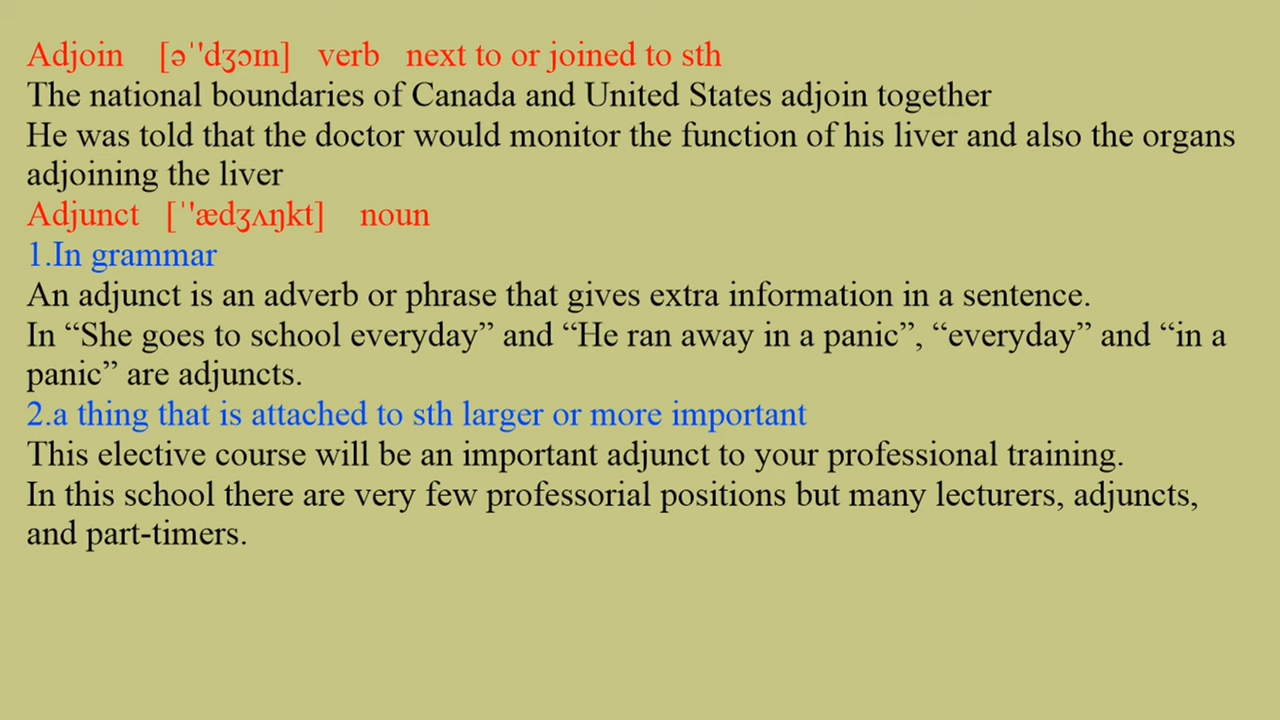 Adjoin [əˈ'dʒɔɪn] verb next to or joined to sth
The national boundaries of Canada and United States adjoin together
He was told that the doctor would monitor the function of his liver and also the organs
adjoining the liver
Adjunct [ˈ'ædʒʌŋkt] noun
1.In grammar
An adjunct is an adverb or phrase that gives extra information in a sentence.
In “She goes to school everyday” and “He ran away in a panic”, “everyday” and “in a
panic” are adjuncts.
2.a thing that is attached to sth larger or more important
This elective course will be an important adjunct to your professional training.
In this school there are very few professorial positions but many lecturers, adjuncts,
and part-timers.